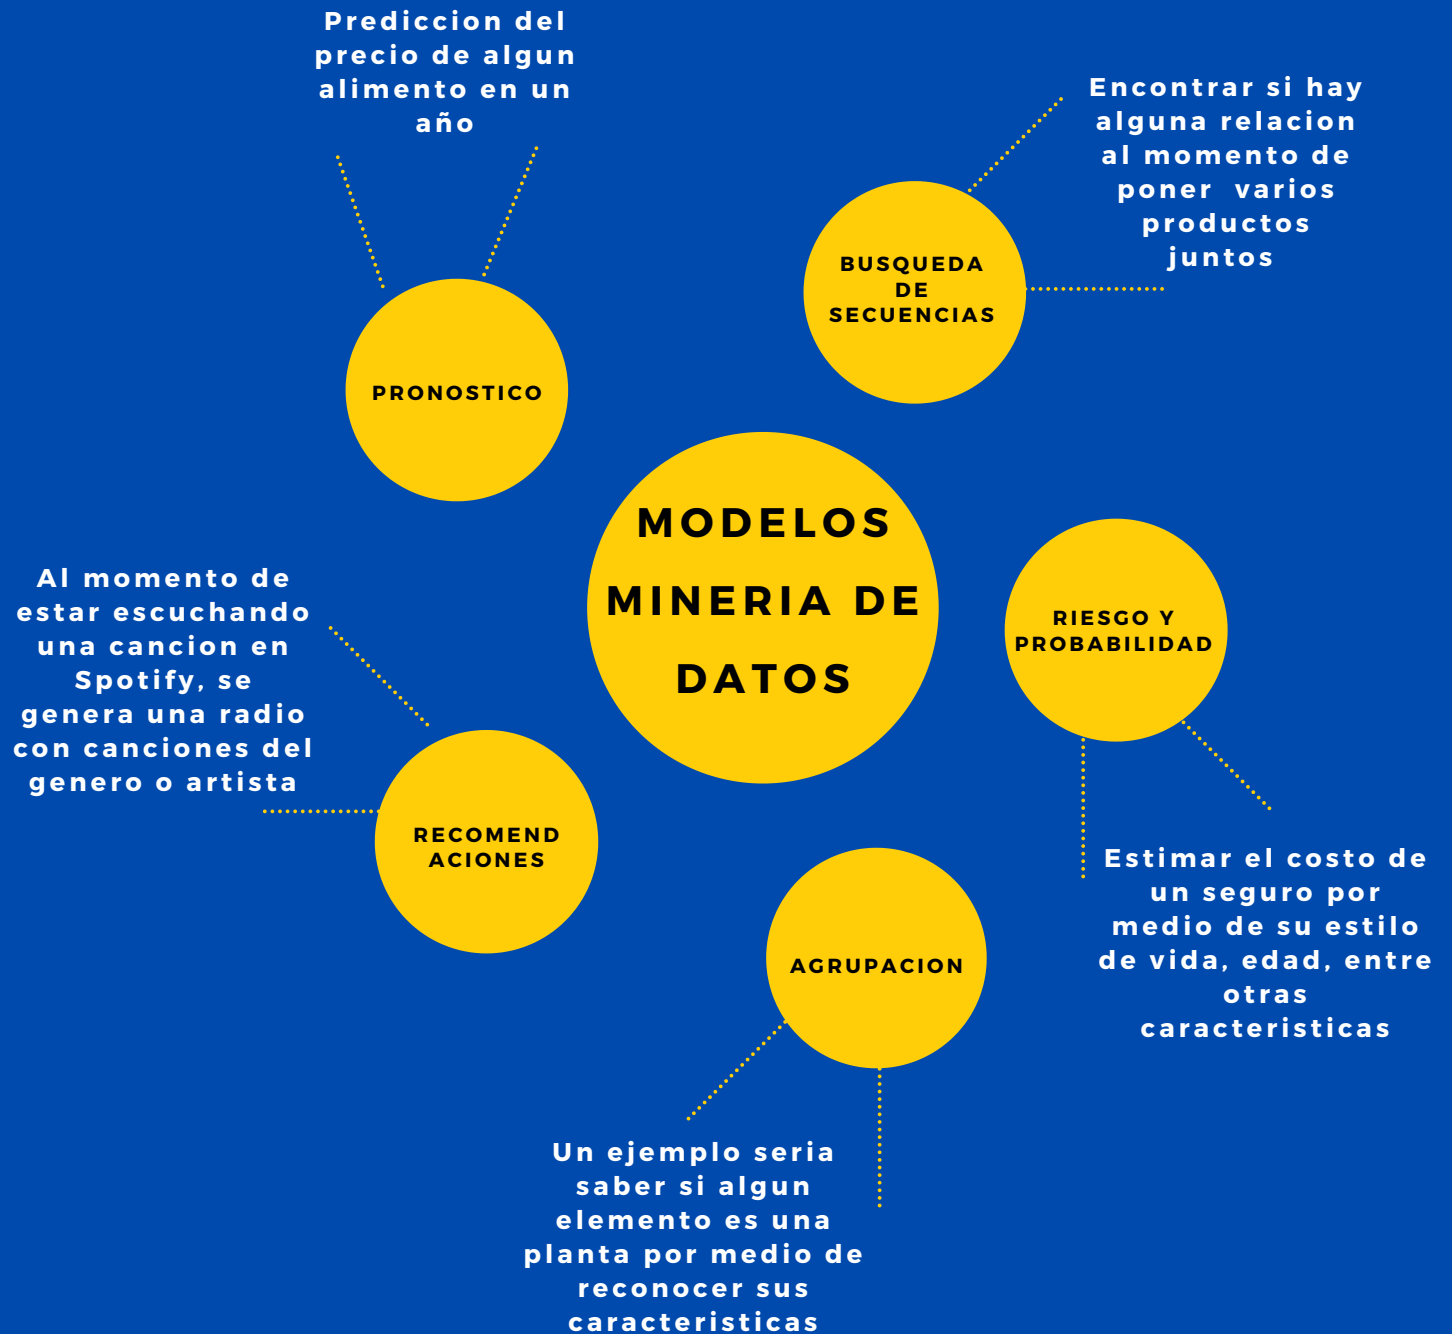 Prediccion del
precio de algun
alimento en un
año
Encontrar si hay
alguna relacion
al momento de
poner varios
productos
juntos
BUSQUEDA
DE
SECUENCIAS
PRONOSTICO
MODELOS
MINERIA DE
DATOS
Al momento de
estar escuchando
una cancion en
Spotify, se
genera una radio
con canciones del
genero o artista
RIESGO Y
PROBABILIDAD
RECOMEND
ACIONES
Estimar el costo de
un seguro por
medio de su estilo
de vida, edad, entre
otras
caracteristicas
AGRUPACION
Un ejemplo seria
saber si algun
elemento es una
planta por medio de
reconocer sus
caracteristicas